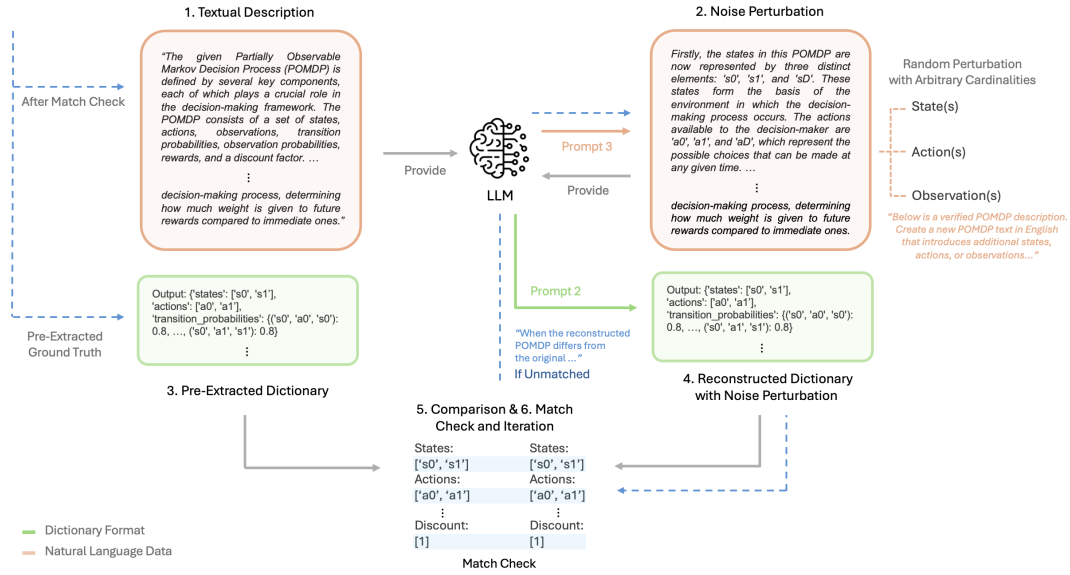 1. Textual Description
2. Noise Perturbation
"The given Partially Observable
Markov Decision Process (POMDP) is
defined by several key components,
each of which plays a crucial role in
the decision-making framework. The
POMDP consists of a set of states,
actions, observations, transition
probabilities, observation probabilities,
rewards, and a discount factor. …
⋮
decision-making process, determining
how much weight is given to future
rewards compared to immediate ones."
After Match Check
Provide
LLM
Prompt 3
Provide
Firstly, the states in this POMDP are
now represented by three distinct
elements: 's0', 's1', and 'sD'. These
states form the basis of the
environment in which the decision-
making process occurs. The actions
available to the decision-maker are
'a0', 'a1', and 'aD', which represent the
possible choices that can be made at
any given time. …
⋮
decision-making process, determining
how much weight is given to future
rewards compared to immediate ones.
Random Perturbation
with Arbitrary Cardinalities
State(s)
Action(s)
Observation(s)
"Below is a verified POMDP description.
Create a new POMDP text in English
that introduces additional states,
actions, or observations..."
Output: {'states': ['s0', 's1'],
'actions': ['a0', 'a1'],
'transition_probabilities': {('s0', 'a0', 's0'):
0.8, …, ('s0', 'a1', 's1'): 0.8}
⋮
Pre-Extracted
Ground Truth
3. Pre-Extracted Dictionary
Prompt 2
"When the reconstructed
POMDP differs from
the original …"
If Unmatched
Output: {'states': ['s0', 's1'],
'actions': ['a0', 'a1'],
'transition_probabilities': {('s0', 'a0', 's0'):
0.8, …, ('s0', 'a1', 's1'): 0.8}
⋮
4. Reconstructed Dictionary
with Noise Perturbation
5. Comparison & 6. Match
Check and Iteration
States: States:
['s0', 's1'] ['s0', 's1']
Actions: Actions:
['a0', 'a1'] ['a0', 'a1']
⋮ ⋮
Discount: Discount:
[1] [1]
Match Check
Dictionary Format
Natural Language Data